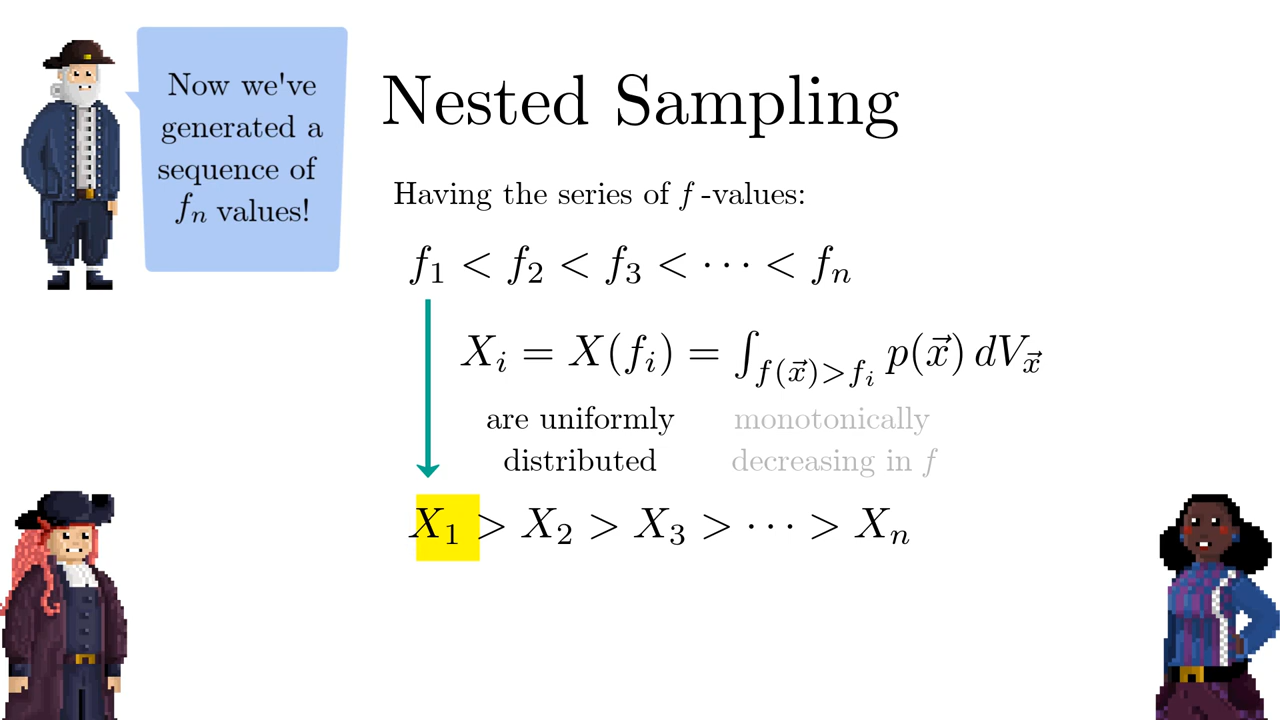 Now we've
generated a
sequence of
fₙ values!
Nested Sampling
Having the series of f -values:
f₁ < f₂ < f₃ < ⋯ < fₙ
Xᵢ = X(fᵢ) = ∫_{f(x⃗)>fᵢ} p(x⃗) dV_{x⃗}
are uniformly monotonically
distributed decreasing in f
X₁ > X₂ > X₃ > ⋯ > Xₙ